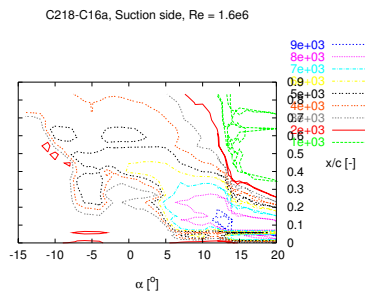 C218-C16a, Suction side, Re = 1.6e6
9e+03
8e+03
7e+03
0.9
0.8
5e+03
0.7
4e+03
0.6
2e+03
0.5
1e+03
0.4
x/c [-]
0.3
0.2
0.1
0
-15 -10 -5 0 5 10 15 20
α [º]